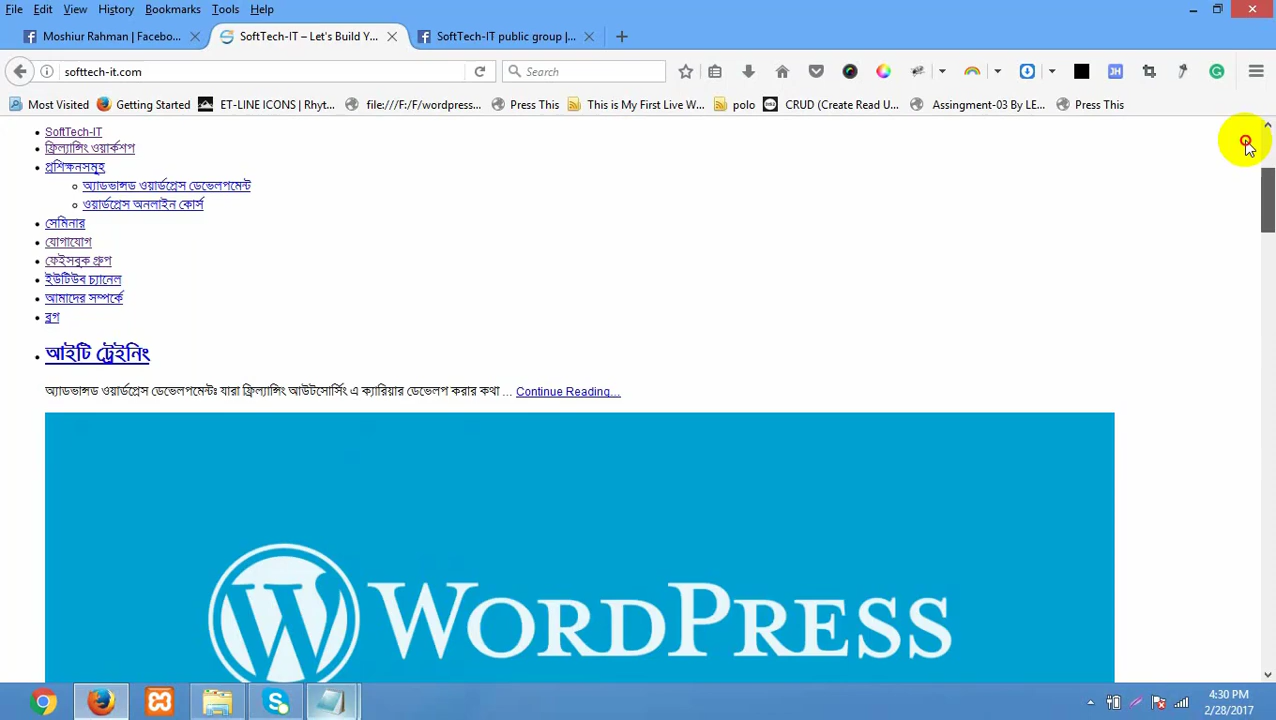 File Edit View History Bookmarks Tools Help
Moshiur Rahman | Facebo... SoftTech-IT – Let's Build Y... SoftTech-IT public group |...
softtech-it.com Search
Most Visited Getting Started ET-LINE ICONS | Rhyt... file:///F:/F/wordpress... Press This This is My First Live W... polo CRUD (Create Read U... Assingment-03 By LE... Press This
SoftTech-IT
ফ্রিল্যান্সিং ওয়ার্কশপ
প্রশিক্ষনসমূহ
অ্যাডভান্সড ওয়ার্ডপ্রেস ডেভেলপমেন্ট
ওয়ার্ডপ্রেস অনলাইন কোর্স
সেমিনার
যোগাযোগ
ফেইসবুক গ্রুপ
ইউটিউব চ্যানেল
আমাদের সম্পর্কে
ব্লগ
আইটি ট্রেইনিং
অ্যাডভান্সড ওয়ার্ডপ্রেস ডেভেলপমেন্টঃ যারা ফ্রিল্যান্সিং আউটসোর্সিং এ ক্যারিয়ার ডেভেলপ করার কথা ... Continue Reading...
WORDPRESS
4:30 PM
2/28/2017